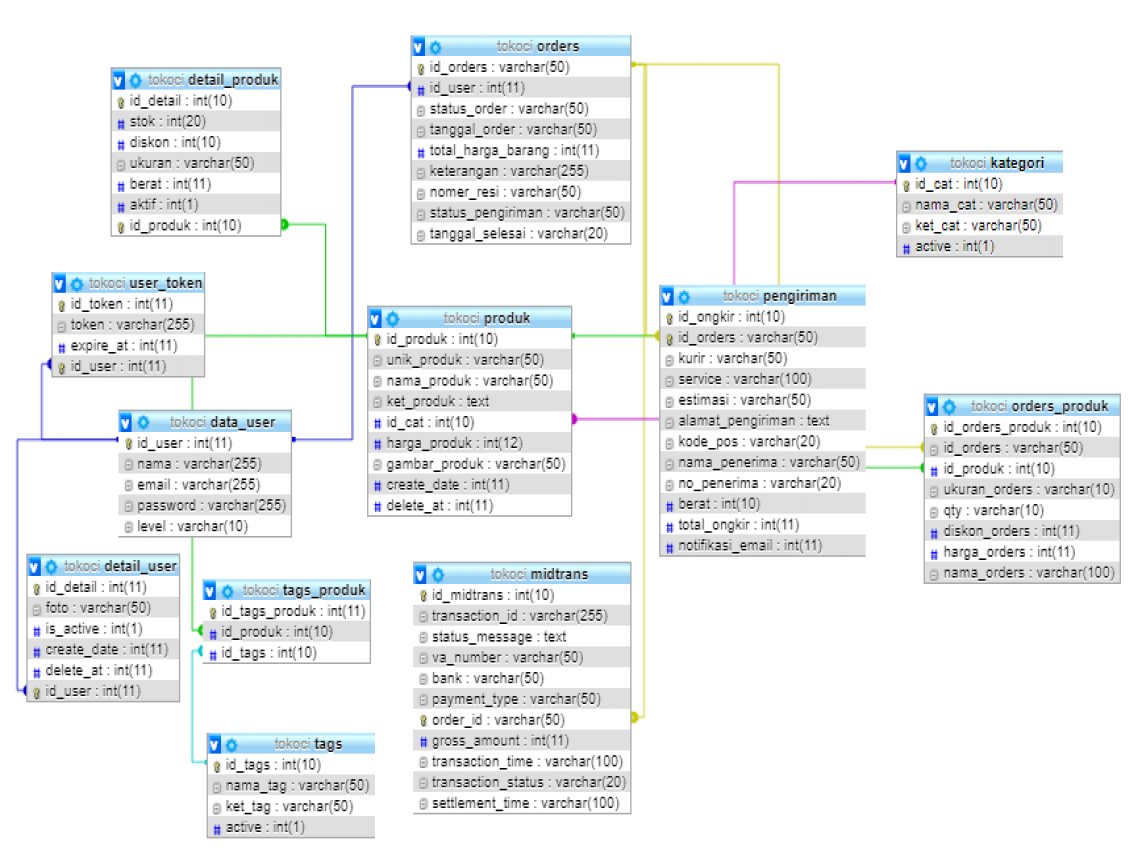 tokoci orders
id_orders : varchar(50)
id_user : int(11)
status_order : varchar(50)
tanggal_order : varchar(50)
total_harga_barang : int(11)
keterangan : varchar(255)
nomer_resi : varchar(50)
status_pengiriman : varchar(50)
tanggal_selesai : varchar(20)
tokoci detail_produk
id_detail : int(10)
stok : int(20)
diskon : int(10)
ukuran : varchar(50)
berat : int(11)
aktif : int(1)
id_produk : int(10)
tokoci kategori
id_cat : int(10)
nama_cat : varchar(50)
ket_cat : varchar(50)
active : int(1)
tokoci user_token
id_token : int(11)
token : varchar(255)
expire_at : int(11)
id_user : int(11)
tokoci produk
id_produk : int(10)
unik_produk : varchar(50)
nama_produk : varchar(50)
ket_produk : text
id_cat : int(10)
harga_produk : int(12)
gambar_produk : varchar(50)
create_date : int(11)
delete_at : int(11)
tokoci pengiriman
id_ongkir : int(10)
id_orders : varchar(50)
kurir : varchar(50)
service : varchar(100)
estimasi : varchar(50)
alamat_pengiriman : text
kode_pos : varchar(20)
nama_penerima : varchar(50)
no_penerima : varchar(20)
berat : int(10)
total_ongkir : int(11)
notifikasi_email : int(11)
tokoci orders_produk
id_orders_produk : int(10)
id_orders : varchar(50)
id_produk : int(10)
ukuran_orders : varchar(10)
qty : varchar(10)
diskon_orders : int(11)
harga_orders : int(11)
nama_orders : varchar(100)
tokoci data_user
id_user : int(11)
nama : varchar(255)
email : varchar(255)
password : varchar(255)
level : varchar(10)
tokoci detail_user
id_detail : int(11)
foto : varchar(50)
is_active : int(1)
create_date : int(11)
delete_at : int(11)
id_user : int(11)
tokoci tags_produk
id_tags_produk : int(11)
id_produk : int(10)
id_tags : int(10)
tokoci midtrans
id_midtrans : int(10)
transaction_id : varchar(255)
status_message : text
va_number : varchar(50)
bank : varchar(50)
payment_type : varchar(50)
order_id : varchar(50)
gross_amount : int(11)
transaction_time : varchar(100)
transaction_status : varchar(20)
settlement_time : varchar(100)
tokoci tags
id_tags : int(10)
nama_tag : varchar(50)
ket_tag : varchar(50)
active : int(1)